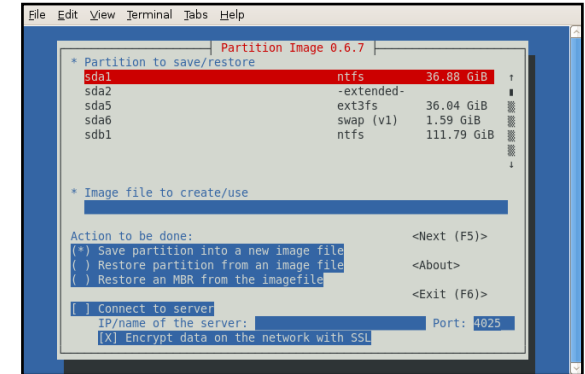 File Edit View Terminal Tabs Help
Partition Image 0.6.7
* Partition to save/restore
sda1 ntfs 36.88 GiB
sda2 -extended-
sda5 ext3fs 36.04 GiB
sda6 swap (v1) 1.59 GiB
sdb1 ntfs 111.79 GiB
* Image file to create/use
Action to be done: <Next (F5)>
(*) Save partition into a new image file
( ) Restore partition from an image file <About>
( ) Restore an MBR from the imagefile
<Exit (F6)>
[ ] Connect to server
IP/name of the server: Port: 4025
[X] Encrypt data on the network with SSL